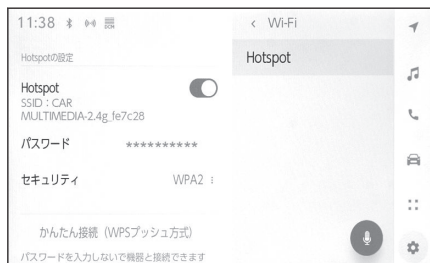 11:38
DCM
Hotspotの設定
Hotspot
SSID：CAR
MULTIMEDIA-2.4g_fe7c28
パスワード **********
セキュリティ WPA2
かんたん接続（WPSプッシュ方式）
パスワードを入力しないで機器と接続できます
< Wi-Fi
Hotspot